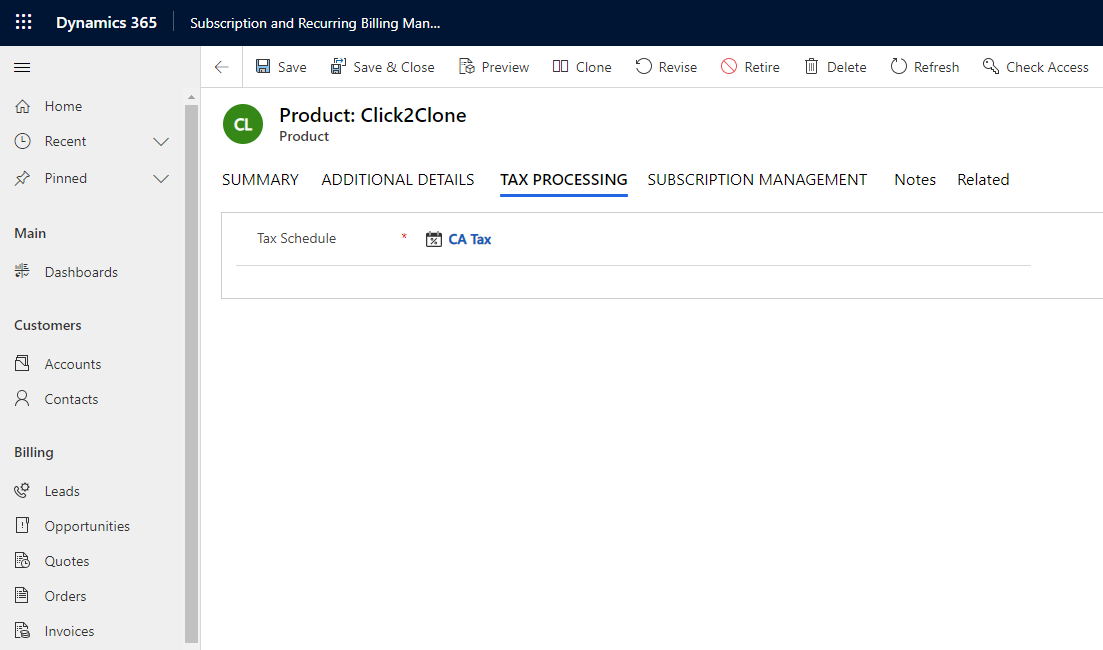 Dynamics 365
Subscription and Recurring Billing Man...
Save
Save & Close
Preview
Clone
Revise
Retire
Delete
Refresh
Check Access
Home
Recent
Pinned
Main
Dashboards
Customers
Accounts
Contacts
Billing
Leads
Opportunities
Quotes
Orders
Invoices
CL
Product: Click2Clone
Product
SUMMARY
ADDITIONAL DETAILS
TAX PROCESSING
SUBSCRIPTION MANAGEMENT
Notes
Related
Tax Schedule
*
CA Tax